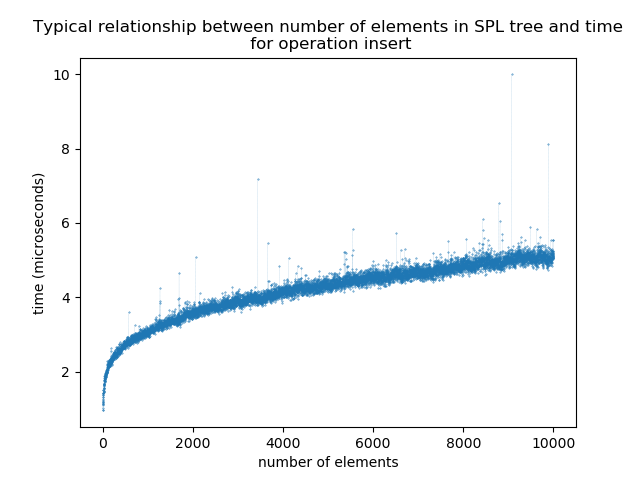 Typical relationship between number of elements in SPL tree and time
for operation insert
10
8
6
4
2
time (microseconds)
0 2000 4000 6000 8000 10000
number of elements